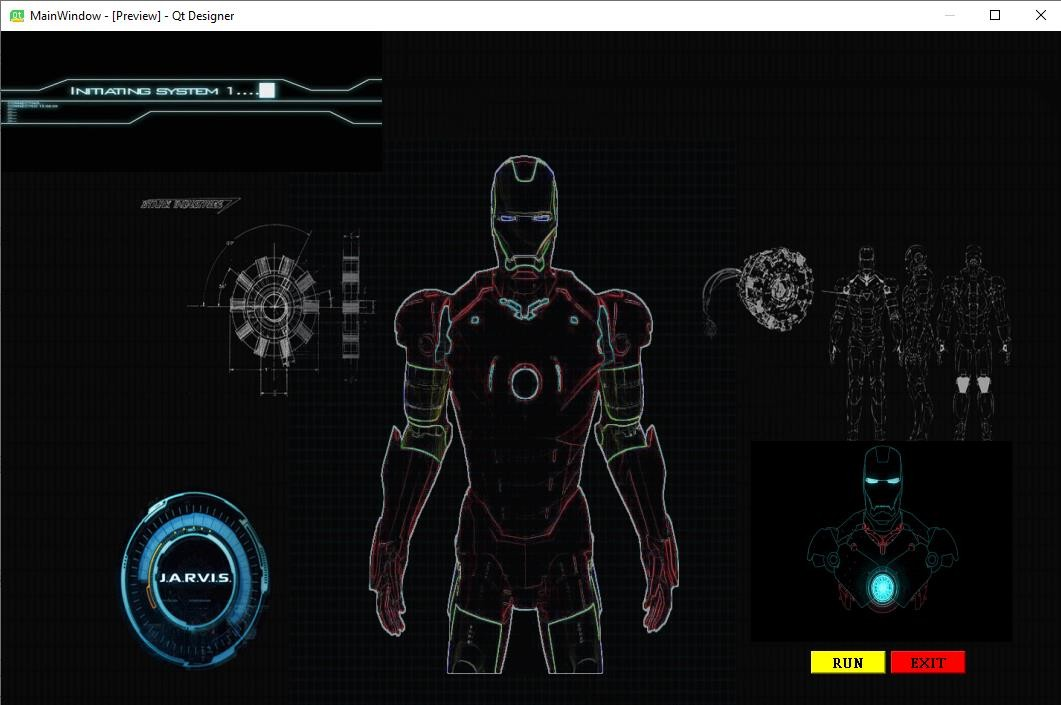 MainWindow - [Preview] - Qt Designer
INITIATING SYSTEM 1....
STARK INDUSTRIES
J.A.R.V.I.S.
RUN EXIT